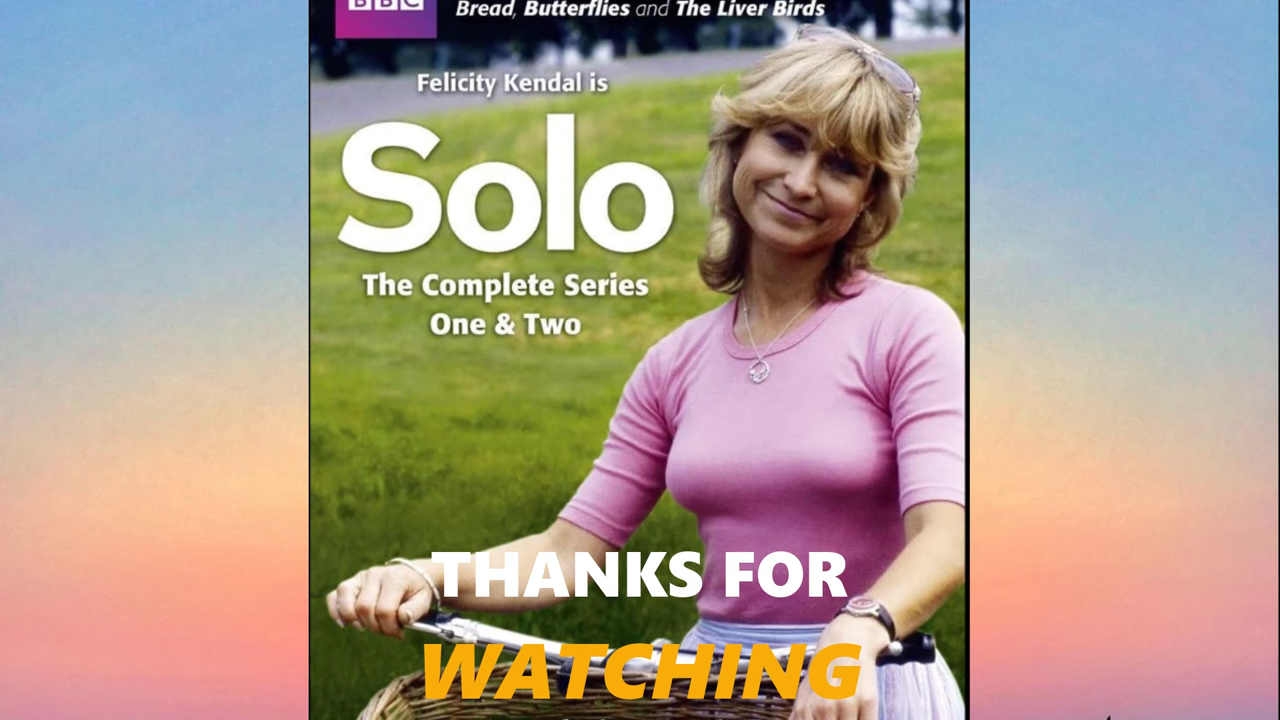 BBC
Bread, Butterflies and The Liver Birds
Felicity Kendal is
Solo
The Complete Series
One & Two
THANKS FOR
WATCHING